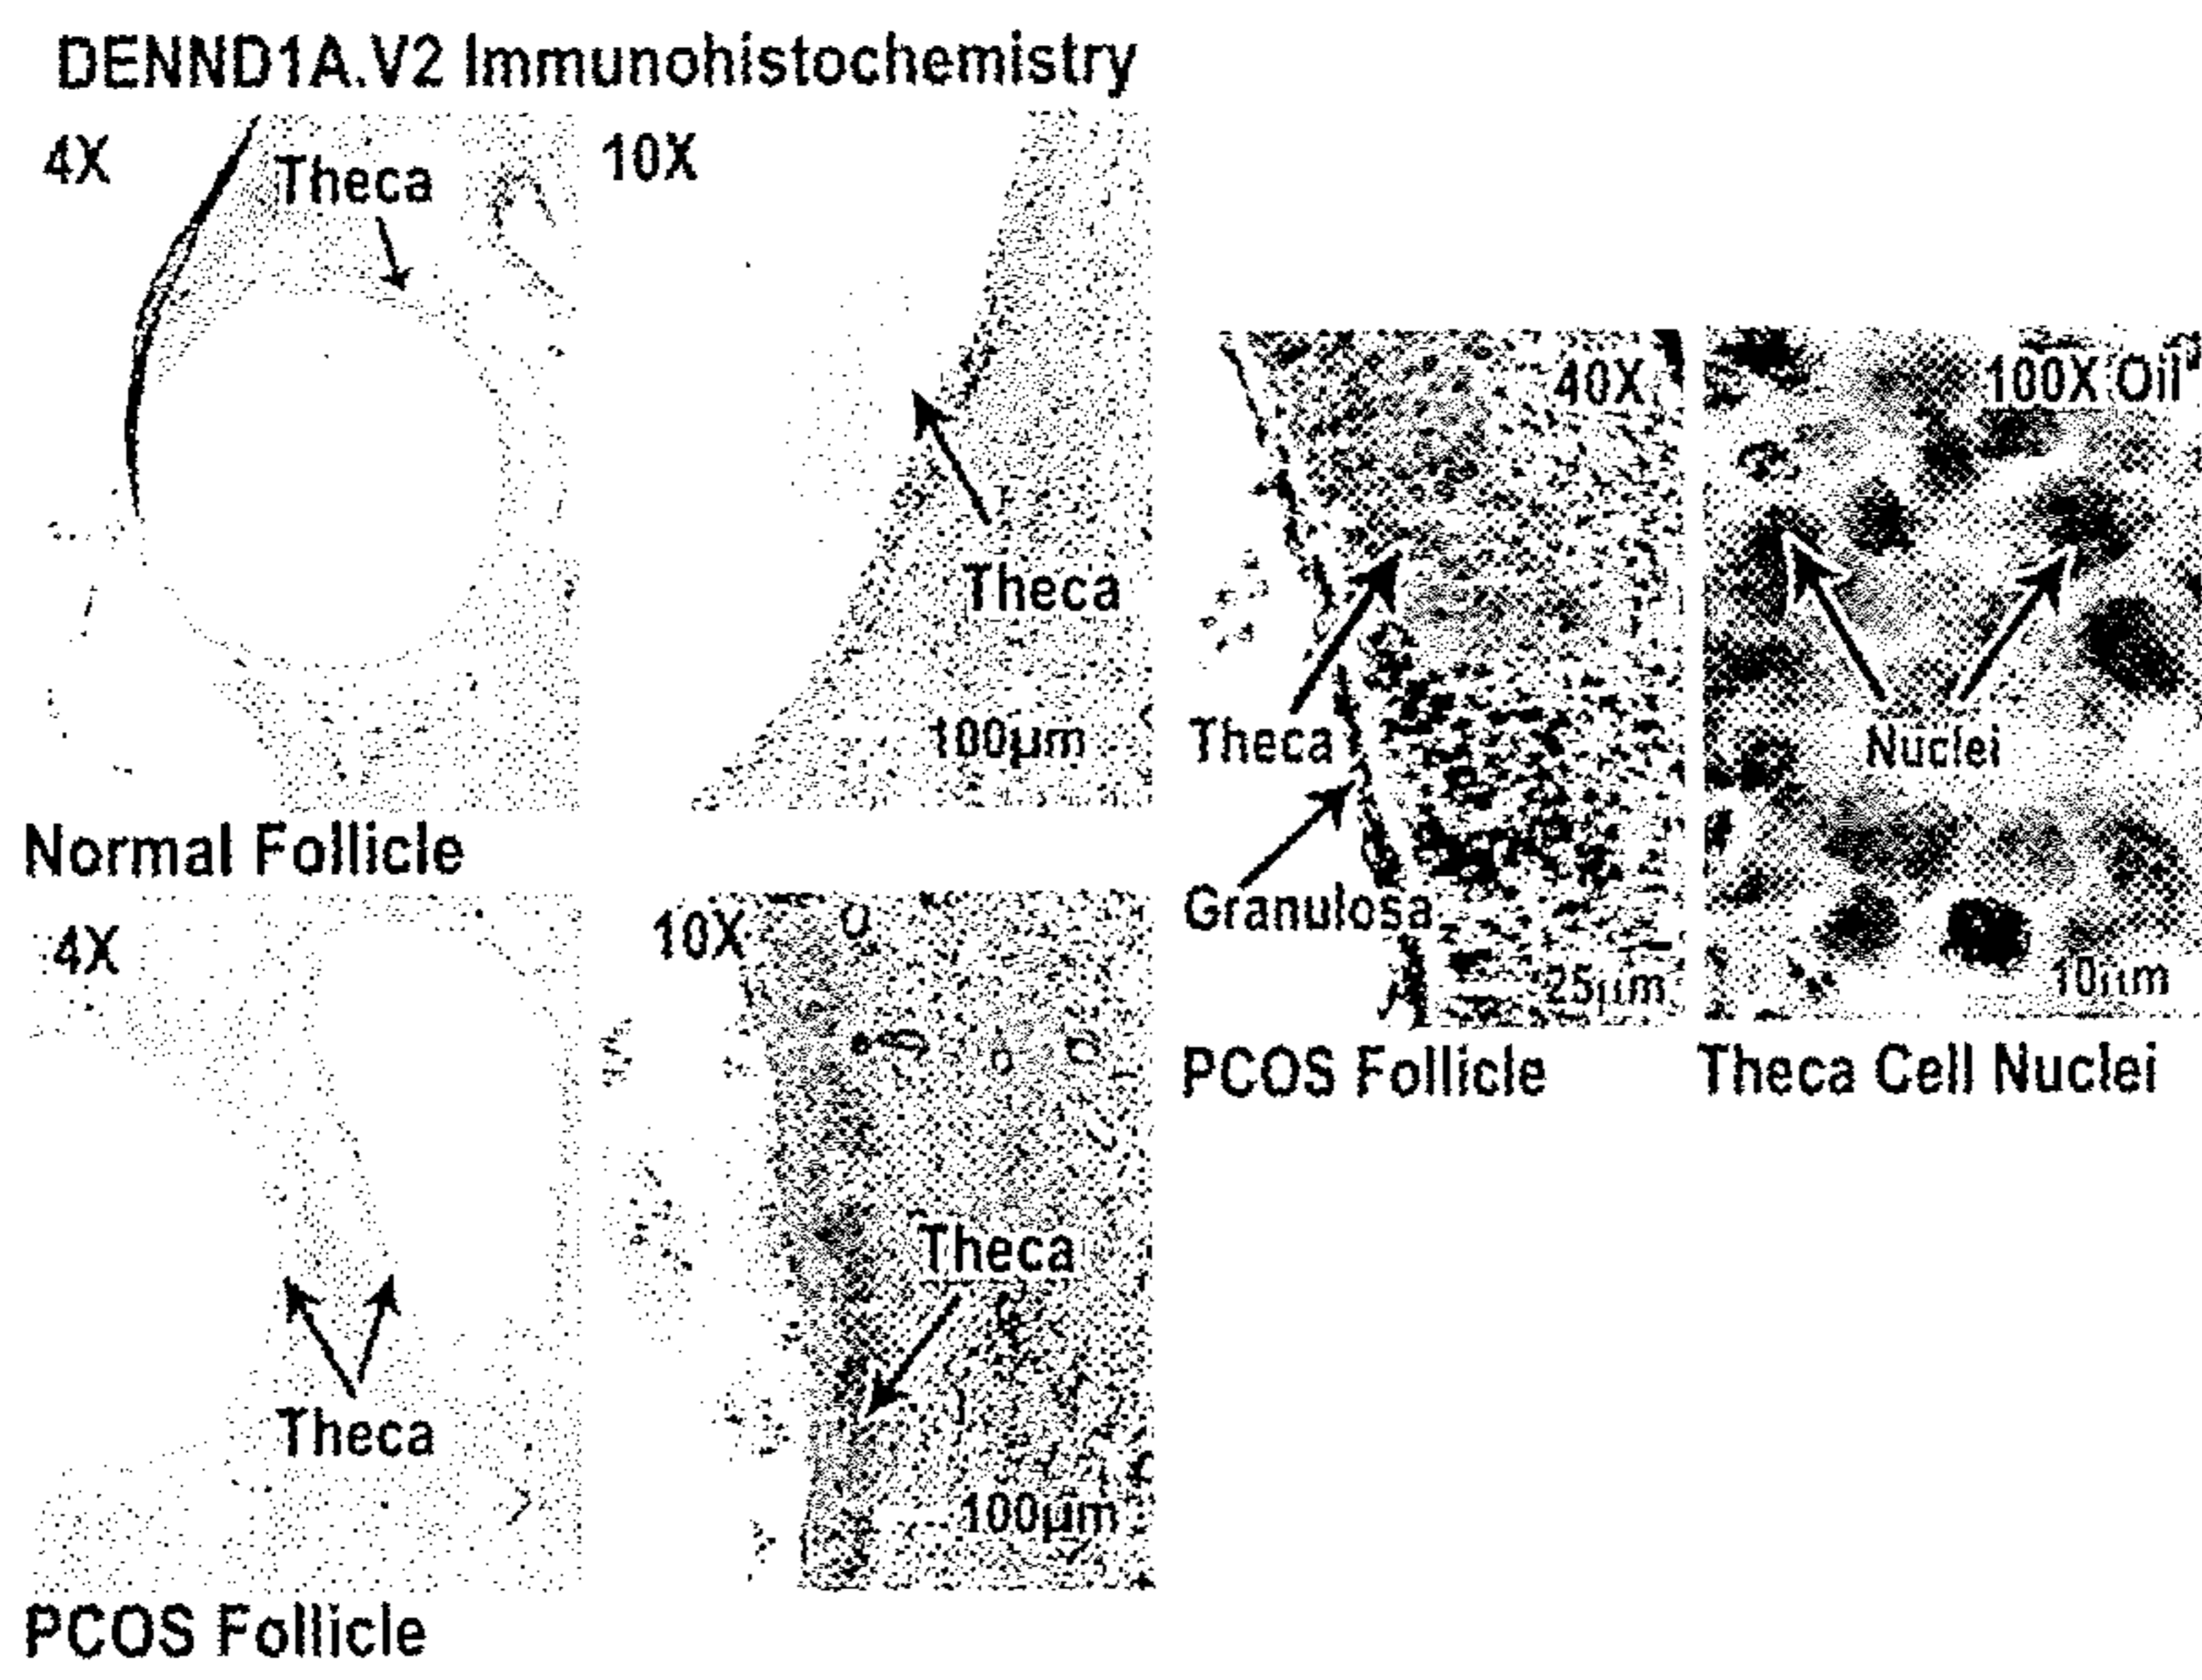 DENND1A.V2 Immunohistochemistry
4X
Theca
10X
Theca
100µm
Normal Follicle
4X
Theca
PCOS Follicle
10X
Theca
100µm
40X
Theca
Granulosa
25µm
PCOS Follicle
100X Oil
Nuclei
10µm
Theca Cell Nuclei